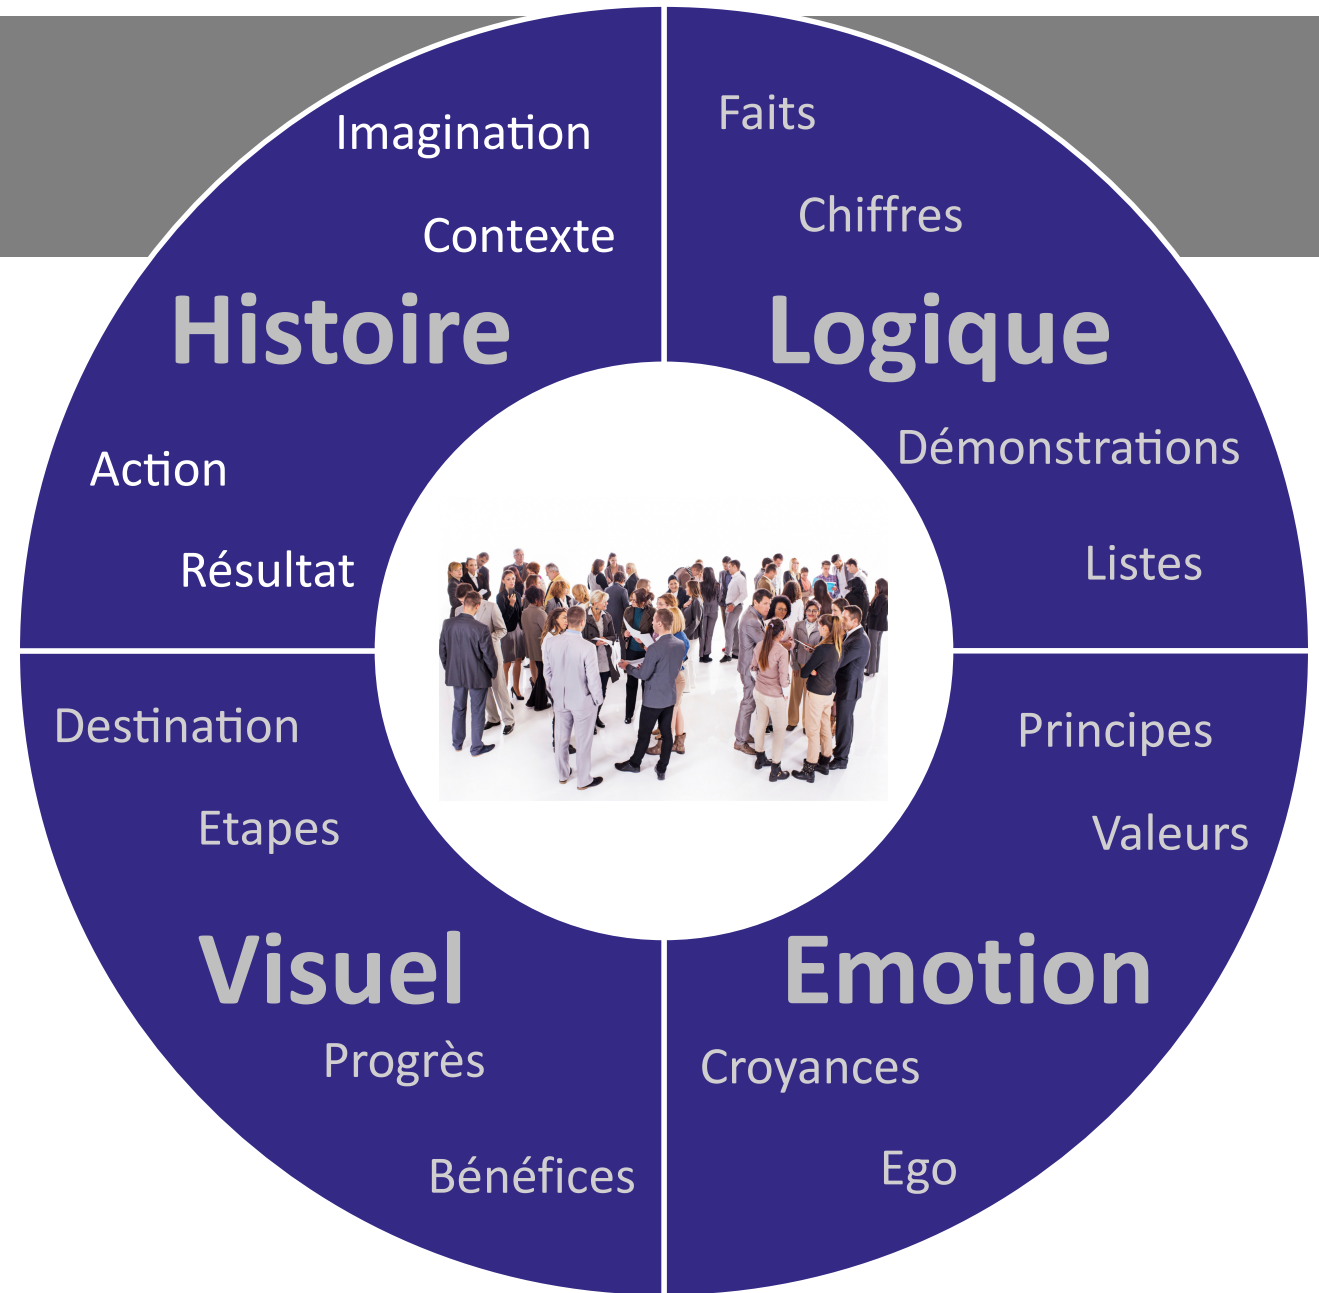 Imagination
Contexte
Histoire
Action
Résultat
Faits
Chiffres
Logique
Démonstrations
Listes
Destination
Etapes
Visuel
Progrès
Bénéfices
Principes
Valeurs
Emotion
Croyances
Ego